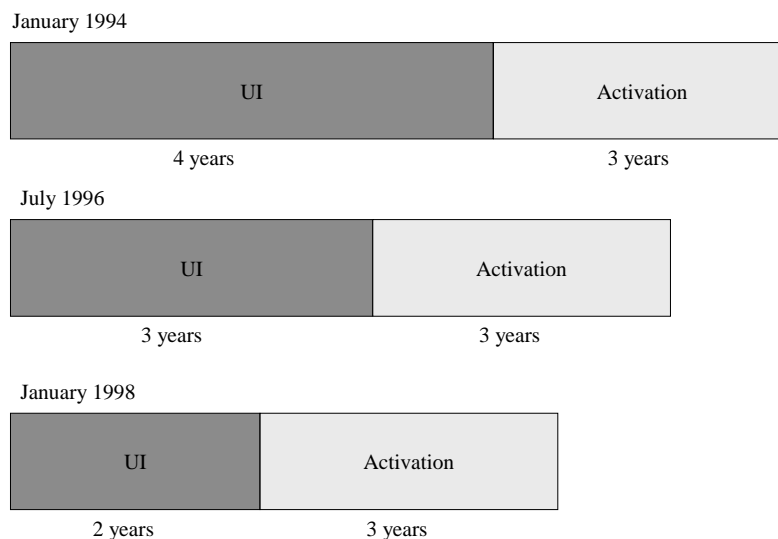 January 1994
UI Activation
4 years 3 years
July 1996
UI Activation
3 years 3 years
January 1998
UI Activation
2 years 3 years